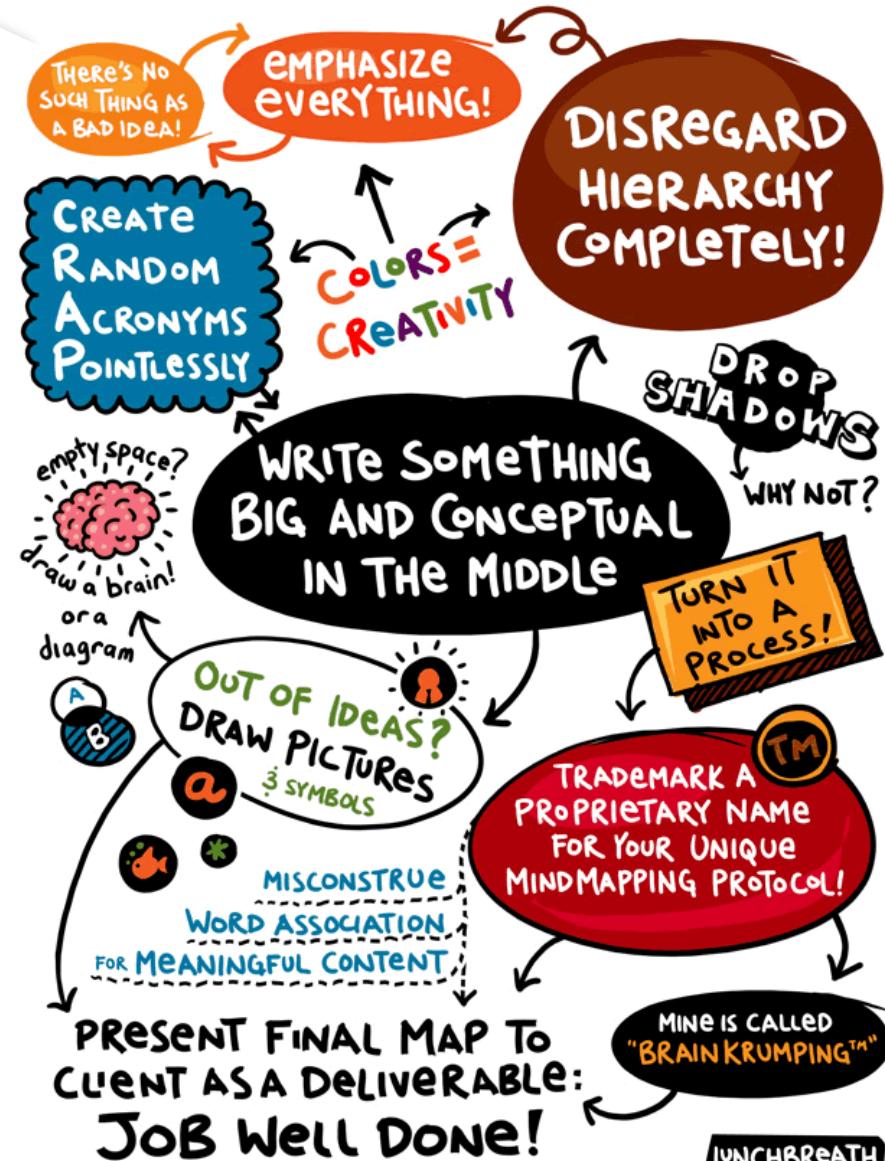 THERE'S NO
SUCH THING AS
A BAD IDEA!
EMPHASIZE
EVERYTHING!
DISREGARD
HIERARCHY
COMPLETELY!
CREATE
RANDOM
ACRONYMS
POINTLESSLY
COLORS=
CREATIVITY
DROP
SHADOWS
WHY NOT?
empty space?
draw a brain!
or a
diagram
WRITE SOMETHING
BIG AND CONCEPTUAL
IN THE MIDDLE
TURN IT
INTO A
PROCESS!
A
B
OUT OF IDEAS?
DRAW PICTURES
& SYMBOLS
a
*
TM
TRADEMARK A
PROPRIETARY NAME
FOR YOUR UNIQUE
MINDMAPPING PROTOCOL!
MISCONSTRUE
WORD ASSOCIATION
FOR MEANINGFUL CONTENT
MINE IS CALLED
"BRAIN KRUMPING™"
PRESENT FINAL MAP TO
CLIENT AS A DELIVERABLE:
JOB WELL DONE!
LUNCHBREATH